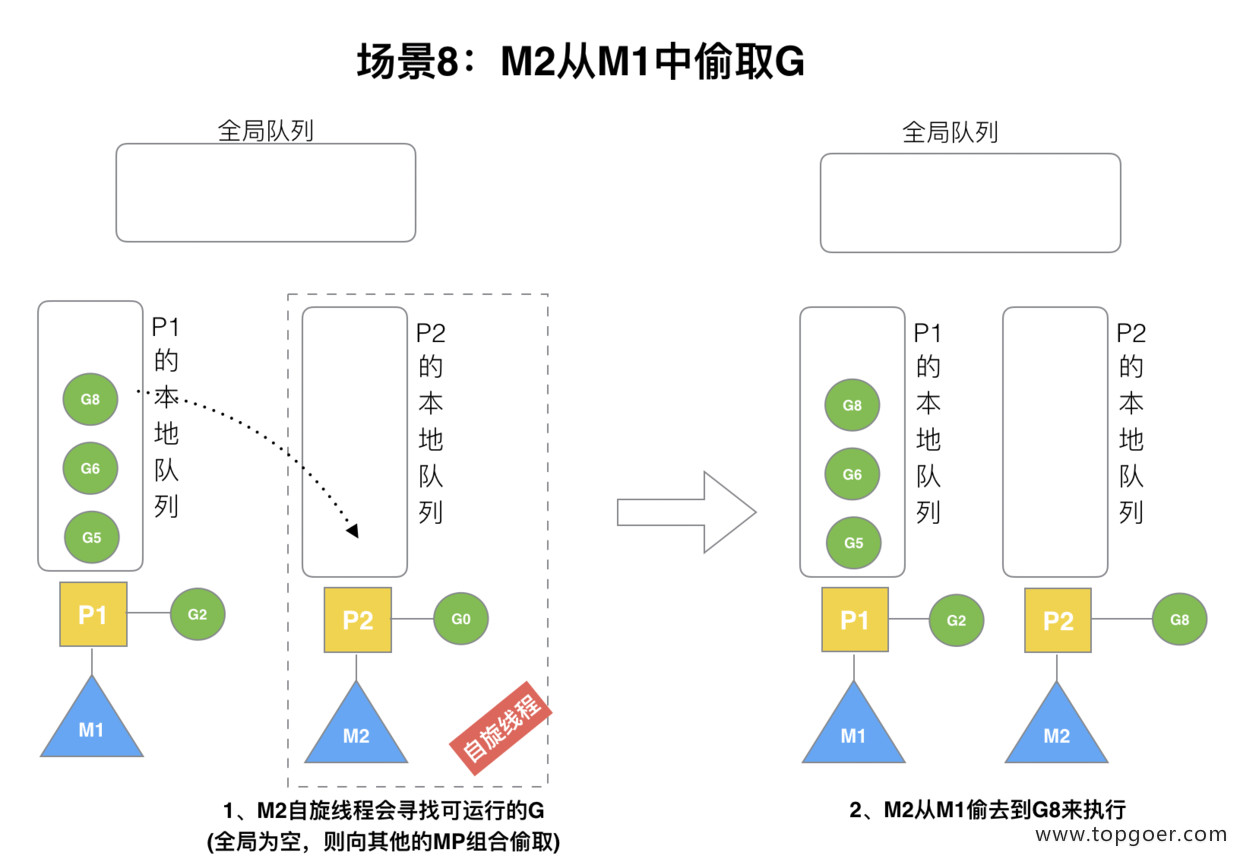 场景8：M2从M1中偷取G
全局队列
全局队列
P1的本地队列
G8
G6
G5
P1
G2
M1
P2的本地队列
P2
G0
M2
自旋线程
1、M2自旋线程会寻找可运行的G
(全局为空，则向其他的MP组合偷取)
P1的本地队列
G8
G6
G5
P1
G2
M1
P2的本地队列
P2
G8
M2
2、M2从M1偷去到G8来执行
www.topgoer.com